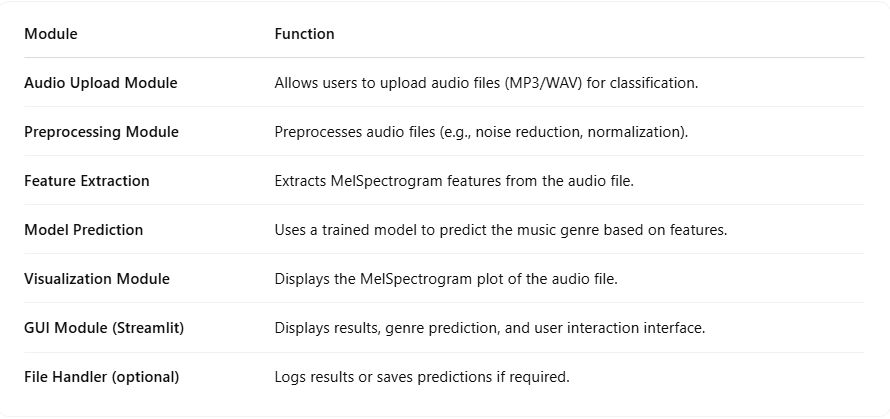 Module Function
Audio Upload Module Allows users to upload audio files (MP3/WAV) for classification.
Preprocessing Module Preprocesses audio files (e.g., noise reduction, normalization).
Feature Extraction Extracts MelSpectrogram features from the audio file.
Model Prediction Uses a trained model to predict the music genre based on features.
Visualization Module Displays the MelSpectrogram plot of the audio file.
GUI Module (Streamlit) Displays results, genre prediction, and user interaction interface.
File Handler (optional) Logs results or saves predictions if required.